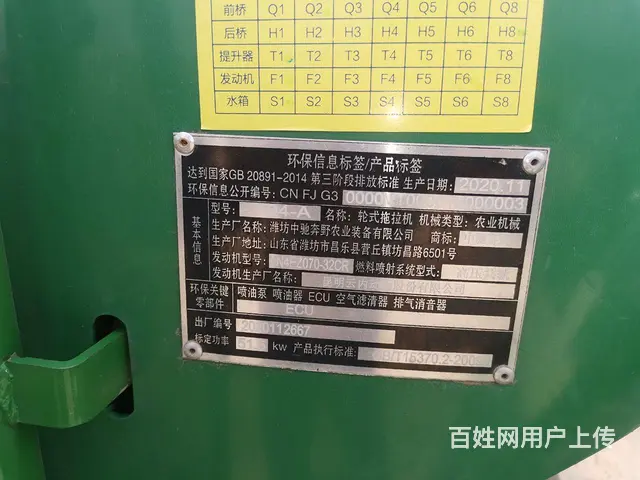 前桥 Q1 Q2 Q3 Q4 Q5 Q6 Q8
后桥 H1 H2 H3 H4 H5 H6 H8
提升器 T1 T2 T3 T4 T5 T6 T8
发动机 F1 F2 F3 F4 F5 F6 F8
水箱 S1 S2 S3 S4 S5 S6 S8
环保信息标签/产品标签
达到国家GB 20891-2014 第三阶段排放标准 生产日期: 2020.11
环保信息公开编号: CN FJ G3
基本信息
型号: 名称: 轮式拖拉机 机械类型: 农业机械
生产厂名称: 潍坊中驰奔野农业装备有限公司 商标:
生产厂地址: 山东省潍坊市昌乐县营丘镇坊昌路6501号
发动机型号: 燃料喷射系统型式:
发动机生产厂名称:
环保关键零部件 喷油泵 喷油器 ECU 空气滤清器 排气消音器
ECU
出厂编号
标定功率 kw 产品执行标准:
百姓网用户上传